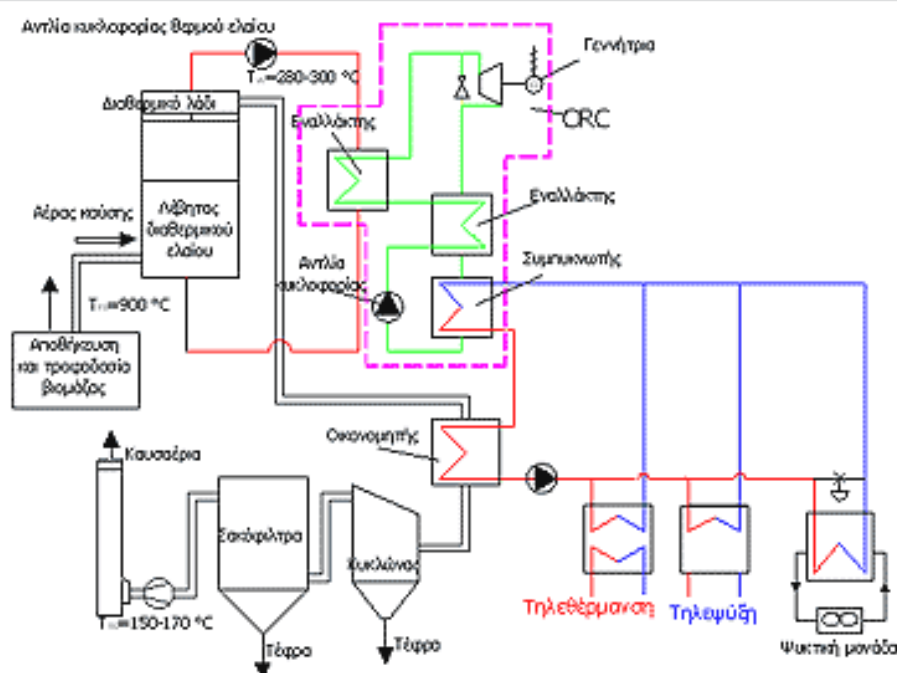 Αντλία κυκλοφορίας θερμού ελαίου
Γεννήτρια
=280-300 °C
Διαθερμικό λάδι
Εναλλάκτης
ORC
Αέρας καύσης
Λέβητας
διαθερμικού
ελαίου
Εναλλάκτης
Αντλία
κυκλοφορίας
Συμπυκνωτής
=900 °C
Αποθήκευση
και τροφοδοσία
βιομάζας
Οικονομητής
Καυσαέρια
Σακόφιλτρα
Κυκλώνας
Τηλεθέρμανση
Τηλεψύξη
=150-170 °C
Τέφρα
Τέφρα
Ψυκτική μονάδα